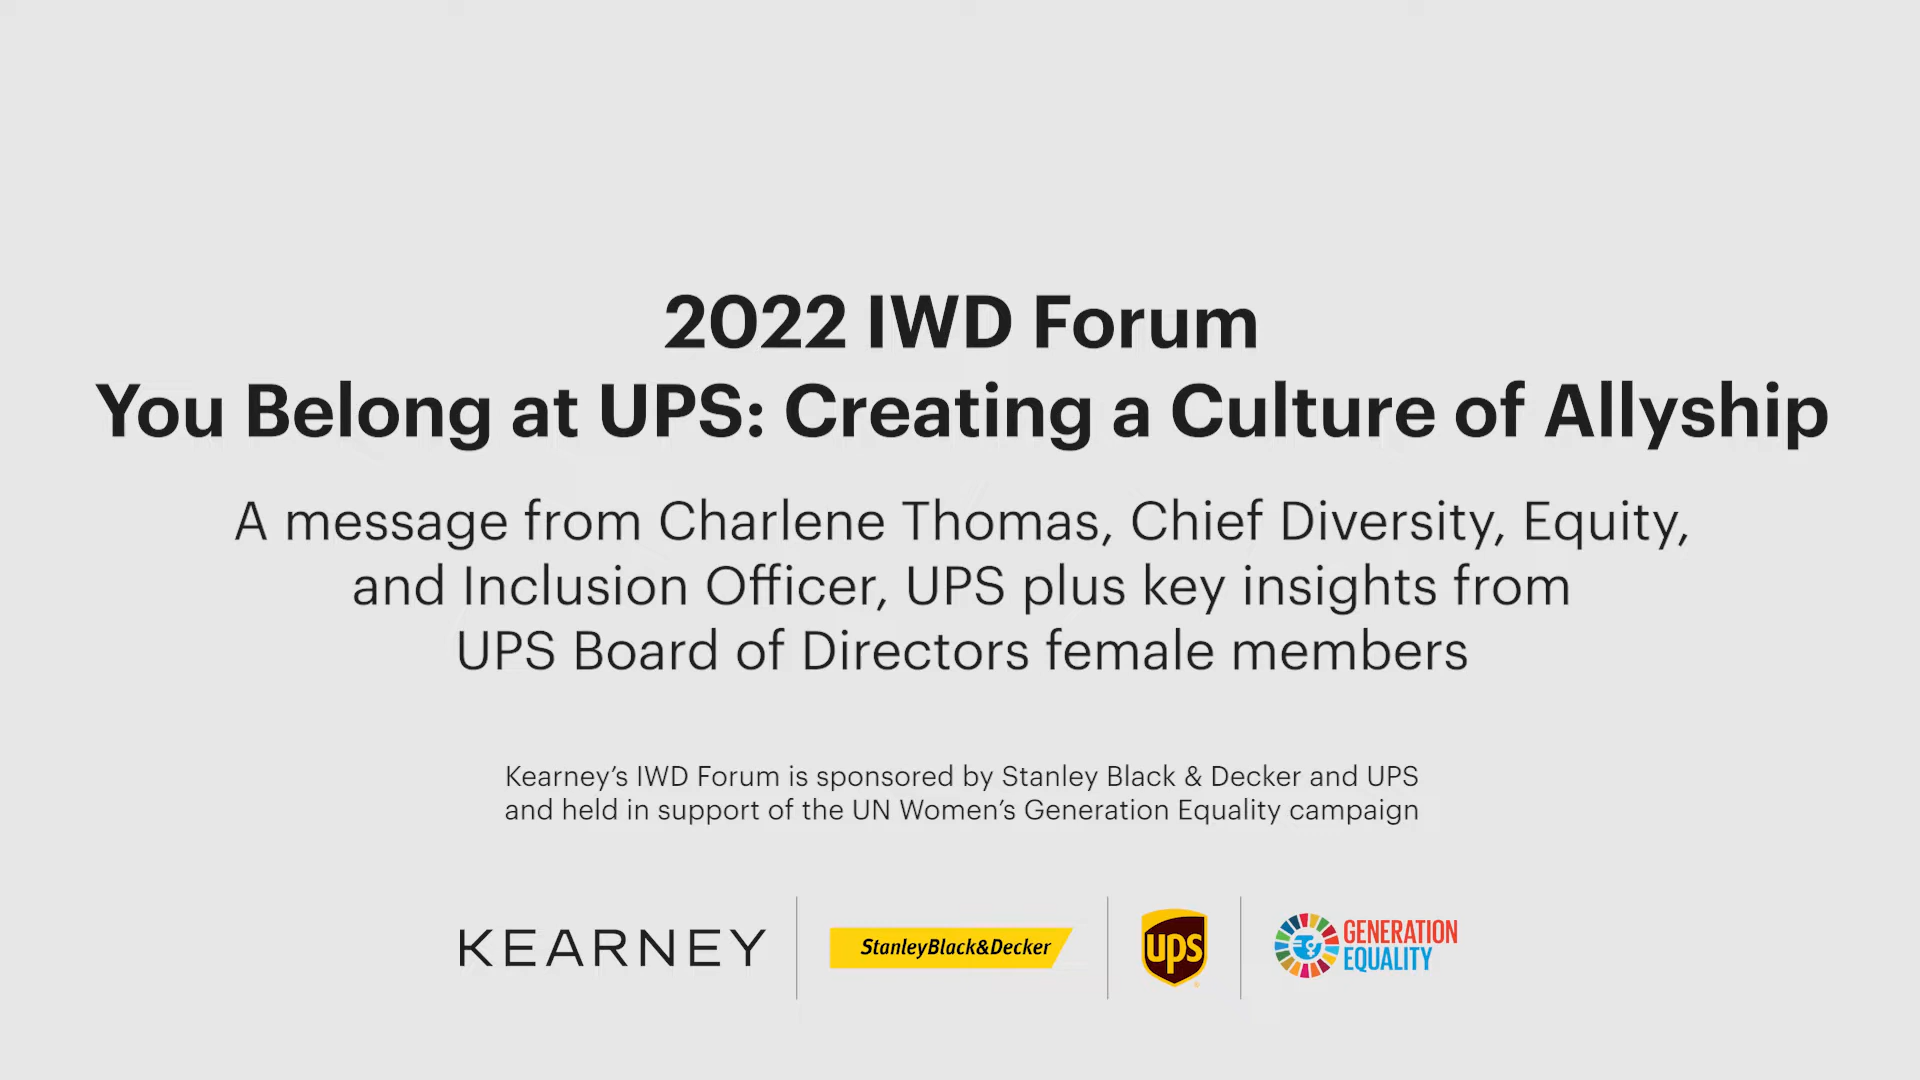 2022 IWD Forum
You Belong at UPS: Creating a Culture of Allyship
A message from Charlene Thomas, Chief Diversity, Equity,
and Inclusion Officer, UPS plus key insights from
UPS Board of Directors female members
Kearney’s IWD Forum is sponsored by Stanley Black & Decker and UPS
and held in support of the UN Women’s Generation Equality campaign
KEARNEY
StanleyBlack&Decker
ups
GENERATION
EQUALITY